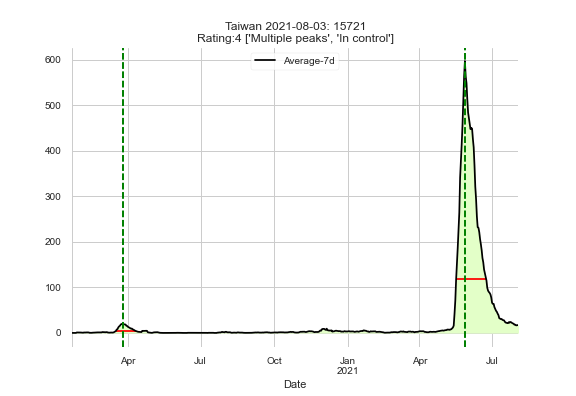 Taiwan 2021-08-03: 15721
Rating:4 ['Multiple peaks', 'In control']
Average-7d
600
500
400
300
200
100
0
Apr Jul Oct Jan Apr Jul
2021
Date